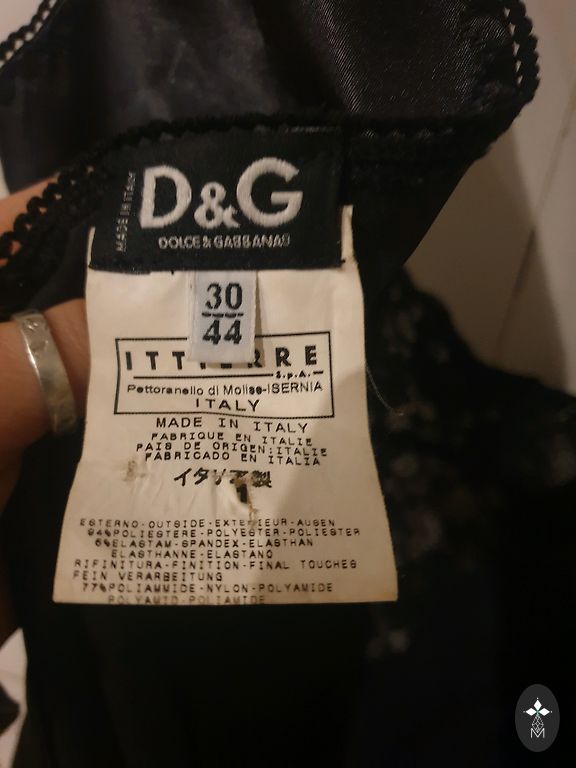 MADE IN ITALY
D&G
DOLCE & GABBANA
30
44
ITTIERRE
S.p.A.
Pettoranello di Molise-ISERNIA
ITALY
MADE IN ITALY
FABRIQUE EN ITALIE
PAIS DE ORIGEN:ITALIE
FABRICADO EN ITALIA
イタリア製
1
ESTERNO-OUTSIDE-EXTERIEUR-AUSEN
94%POLIESTERE-POLYESTER-POLIESTER
6%ELASTAM-SPANDEX-ELASTHAN
ELASTHANNE-ELASTANO
RIFINITURA-FINITION-FINAL TOUCHES
FEIN VERARBEITUNG
77%POLIAMMIDE-NYLON-POLYAMIDE
POLYAMID-POLIAMIDE
M